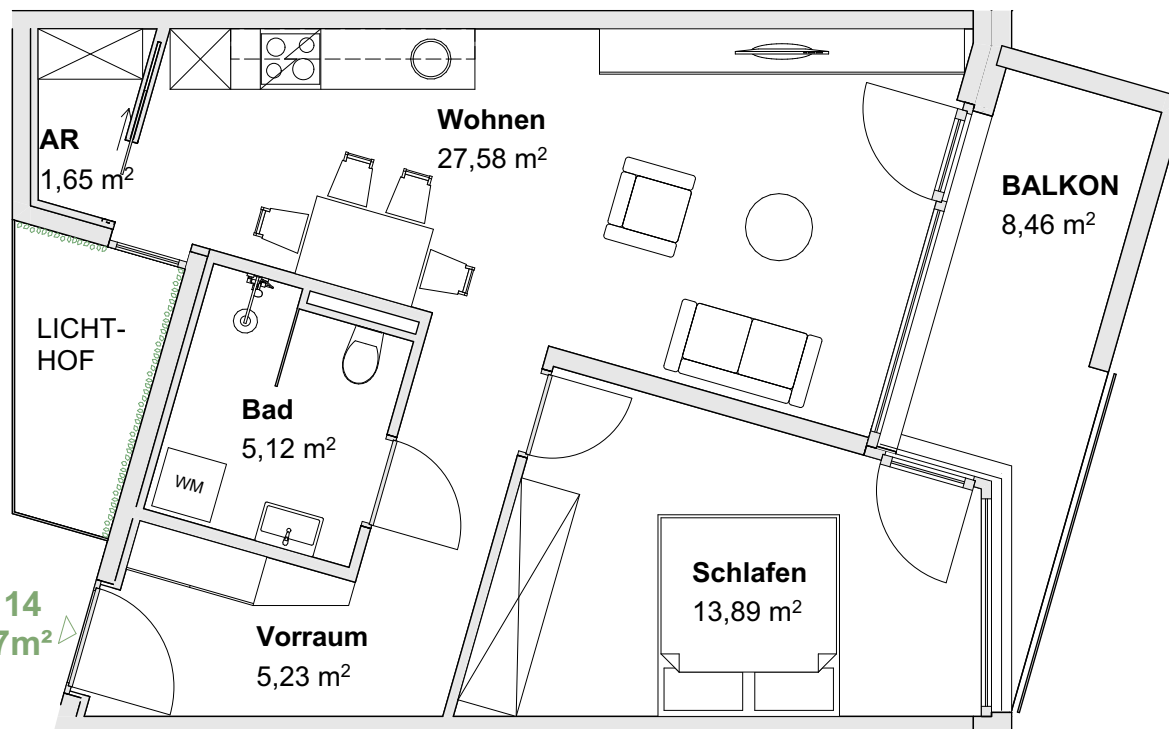 AR
1,65 m²
Wohnen
27,58 m²
BALKON
8,46 m²
LICHT-
HOF
Bad
5,12 m²
WM
Schlafen
13,89 m²
14
7m²
Vorraum
5,23 m²